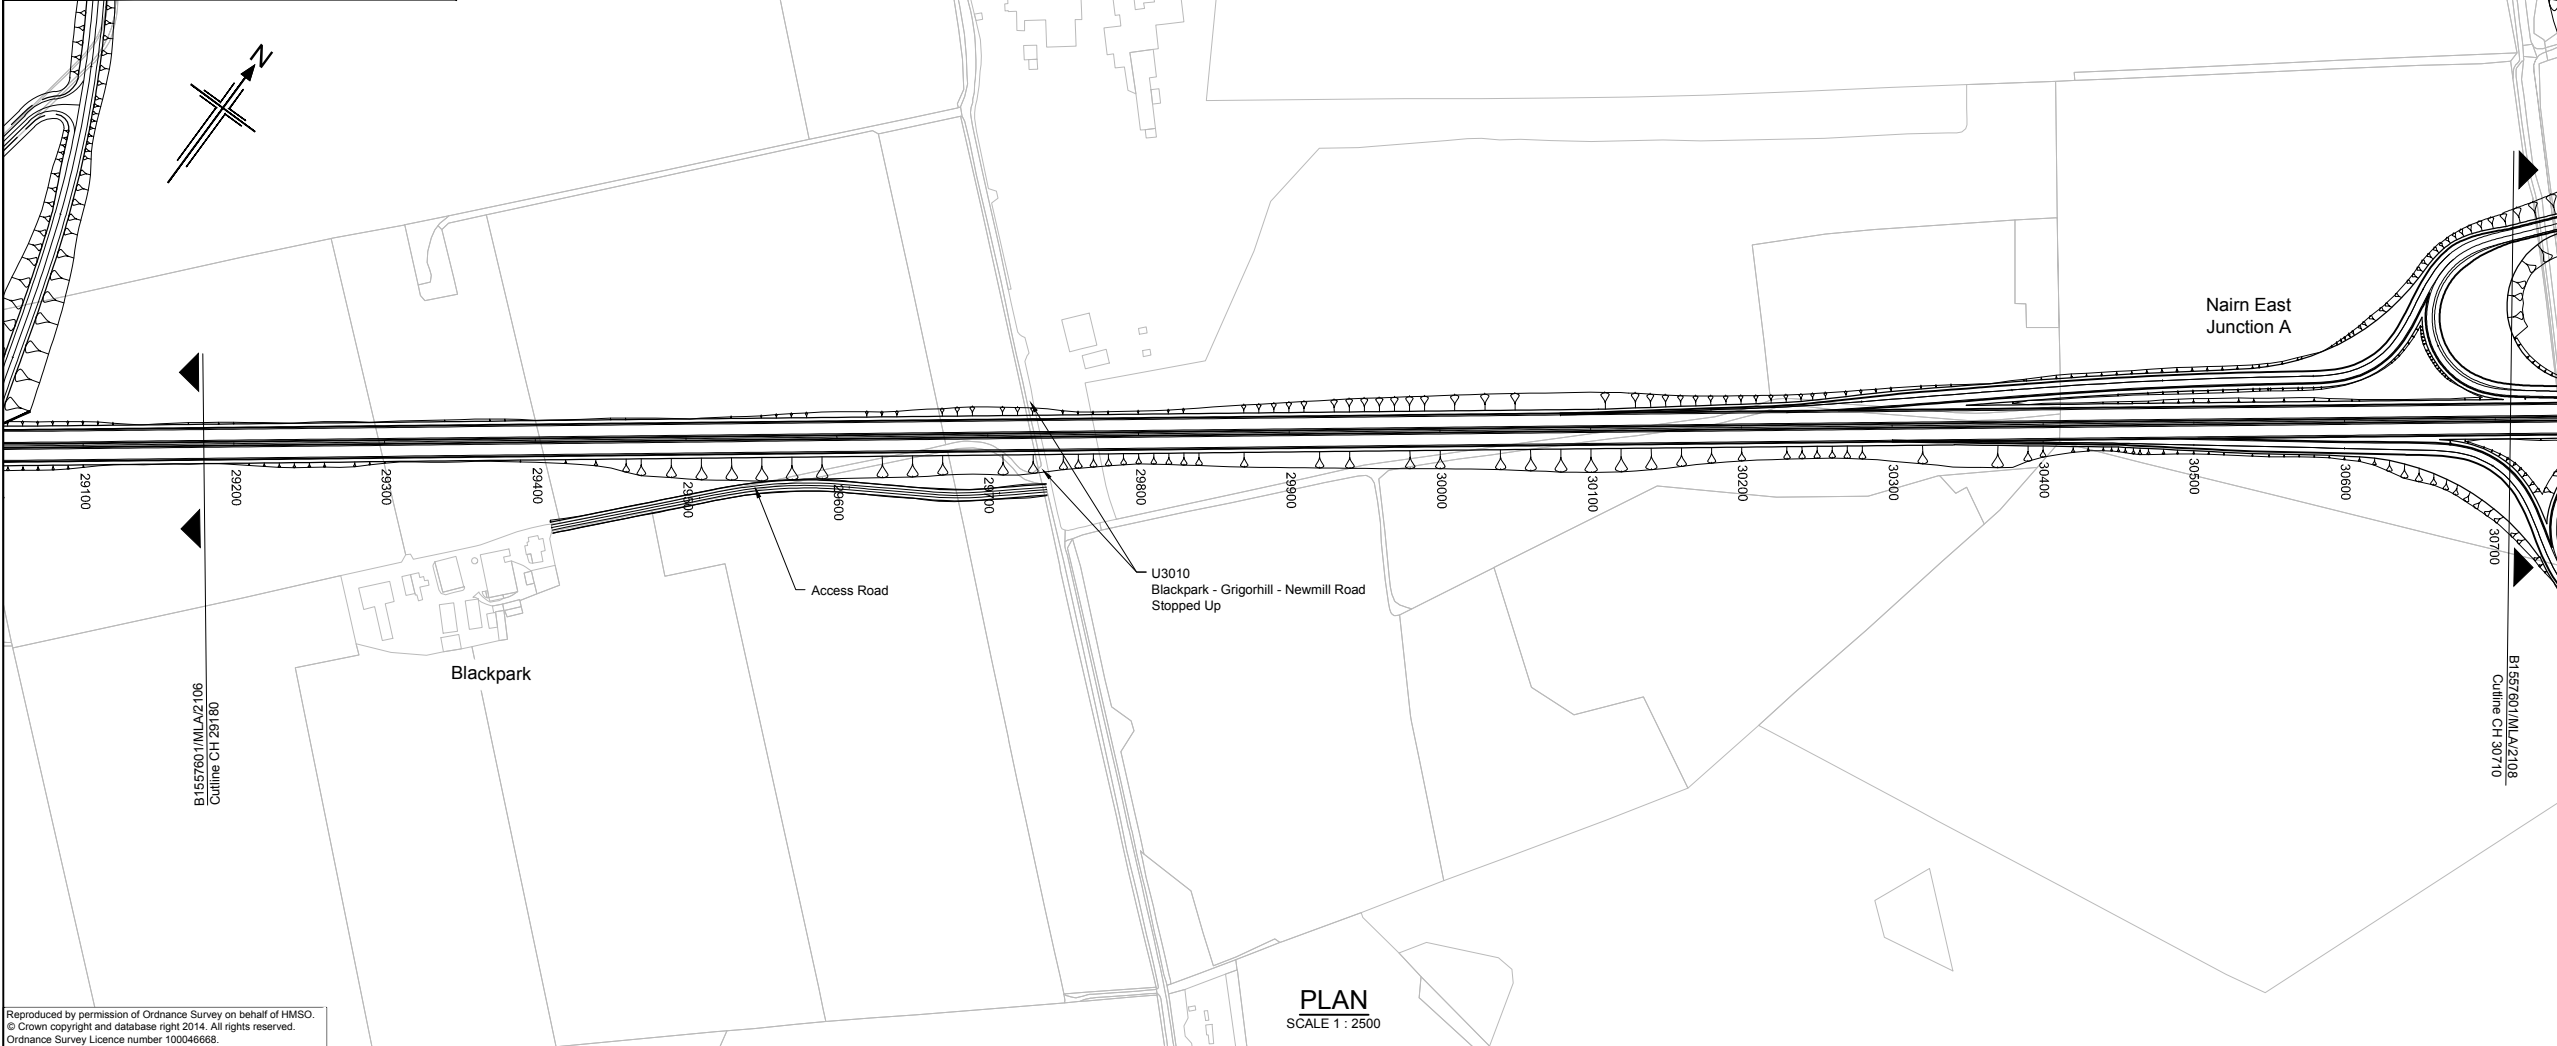 N
Nairn East
Junction A
29100
29200
29300
29400
29500
29600
29700
29800
29900
30000
30100
30200
30300
30400
30500
30600
30700
Access Road
U3010
Blackpark - Grigorhill - Newmill Road
Stopped Up
Blackpark
B1557601/MLA/2106
Cutline CH 29180
B1557601/MLA/2108
Cutline CH 30710
PLAN
SCALE 1 : 2500
Reproduced by permission of Ordnance Survey on behalf of HMSO.
© Crown copyright and database right 2014. All rights reserved.
Ordnance Survey Licence number 100046668.